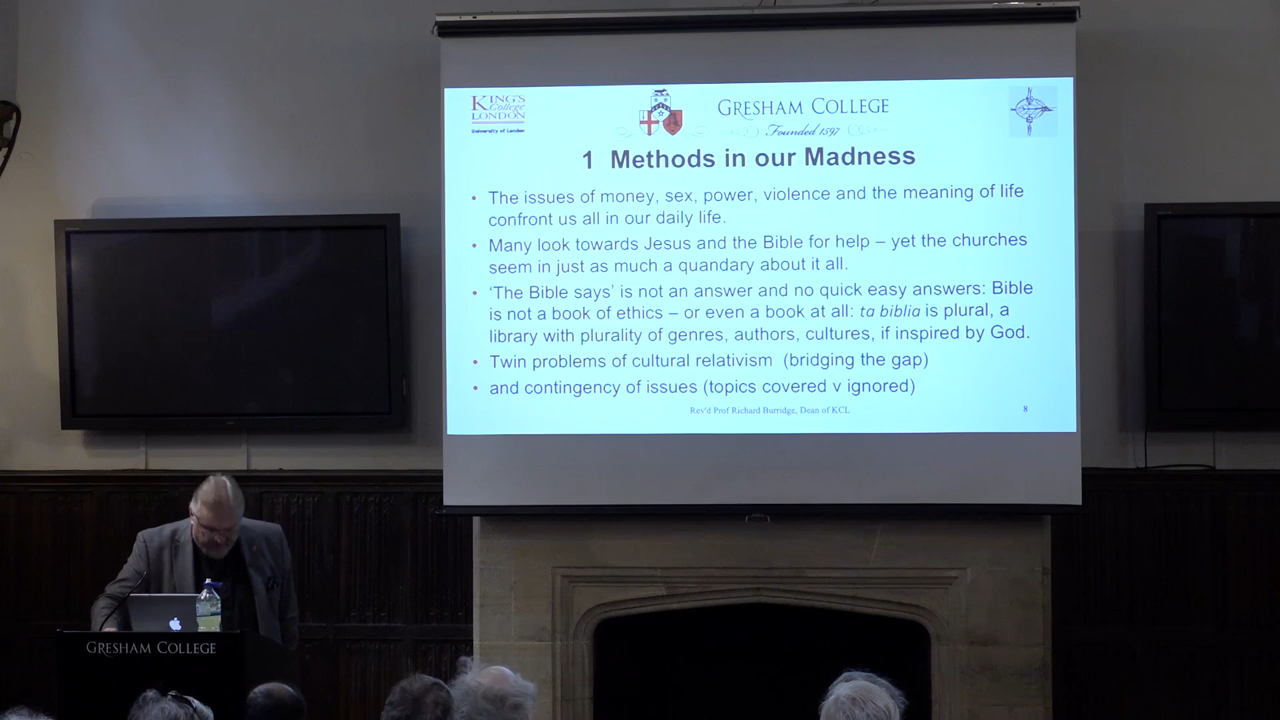 KING'S
College
LONDON
University of London
GRESHAM COLLEGE
Founded 1597
1 Methods in our Madness
• The issues of money, sex, power, violence and the meaning of life
confront us all in our daily life.
• Many look towards Jesus and the Bible for help – yet the churches
seem in just as much a quandary about it all.
• ‘The Bible says’ is not an answer and no quick easy answers: Bible
is not a book of ethics – or even a book at all: ta biblia is plural, a
library with plurality of genres, authors, cultures, if inspired by God.
• Twin problems of cultural relativism (bridging the gap)
• and contingency of issues (topics covered v ignored)
Rev'd Prof Richard Burridge, Dean of KCL
8
GRESHAM COLLEGE